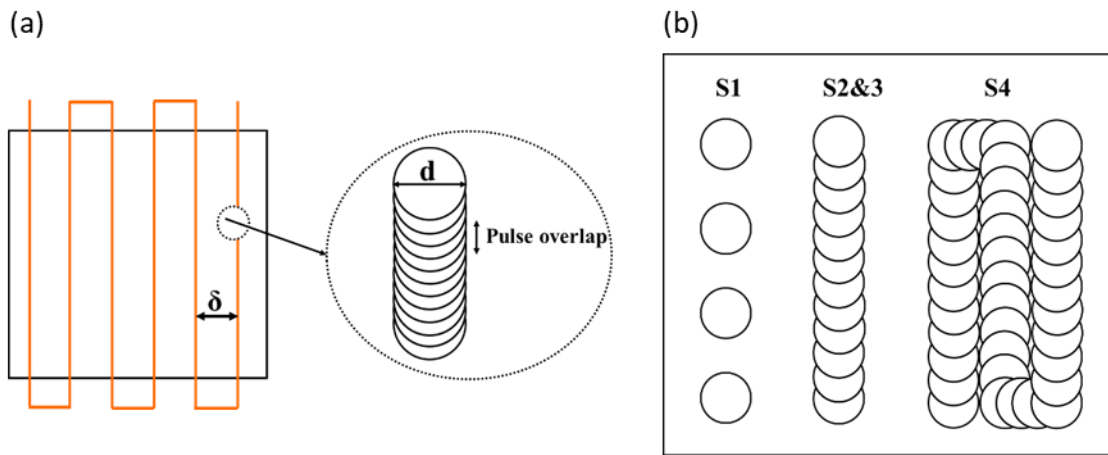 (a)
(b)
S1 S2&3 S4
d
Pulse overlap
δ